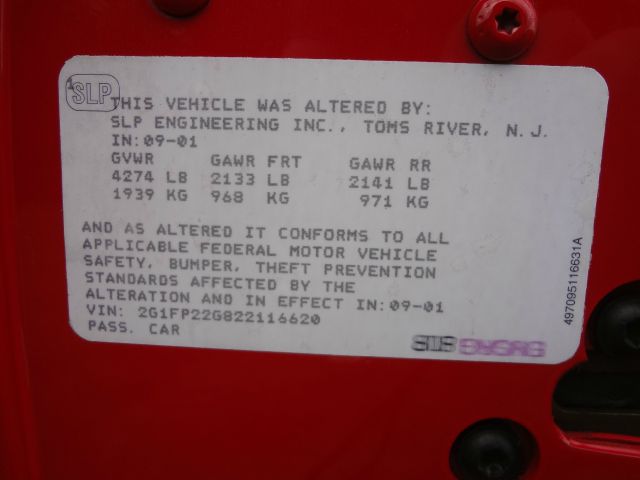 1
SLP
THIS VEHICLE WAS ALTERED BY:
SLP ENGINEERING INC., TOMS RIVER, N.J.
IN:09-01
GVWR GAWR FRT GAWR RR
4274 LB 2133 LB 2141 LB
1939 KG 968 KG 971 KG
AND AS ALTERED IT CONFORMS TO ALL
APPLICABLE FEDERAL MOTOR VEHICLE
SAFETY, BUMPER, THEFT PREVENTION
STANDARDS AFFECTED BY THE
ALTERATION AND IN EFFECT IN:09-01
VIN: 2G1FP22G822116620
PASS. CAR
497095116631A